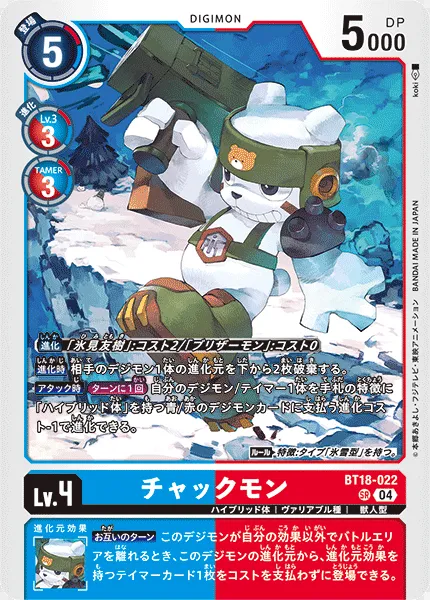 DIGIMON
登場
5
DP
5000
進化
Lv.3
3
TAMER
3
koki
©本郷あきよし・フジテレビ・東映アニメーション BANDAI MADE IN JAPAN
進化 「氷見友樹」:コスト2/「ブリザーモン」:コスト0
進化時 相手のデジモン1体の進化元を下から2枚破棄する。
アタック時 ターンに1回 自分のデジモン/テイマー1体を手札の特徴に
「ハイブリッド体」を持つ青/赤のデジモンカードに支払う進化コス
ト-1で進化できる。
ルール 特徴:タイプ「氷雪型」を持つ。
Lv.4
チャックモン
BT18-022
SR 04
ハイブリッド体 | ヴァリアブル種 | 獣人型
進化元効果
お互いのターン このデジモンが自分の効果以外でバトルエリ
アを離れるとき、このデジモンの進化元から、進化元効果を
持つテイマーカード1枚をコストを支払わずに登場できる。